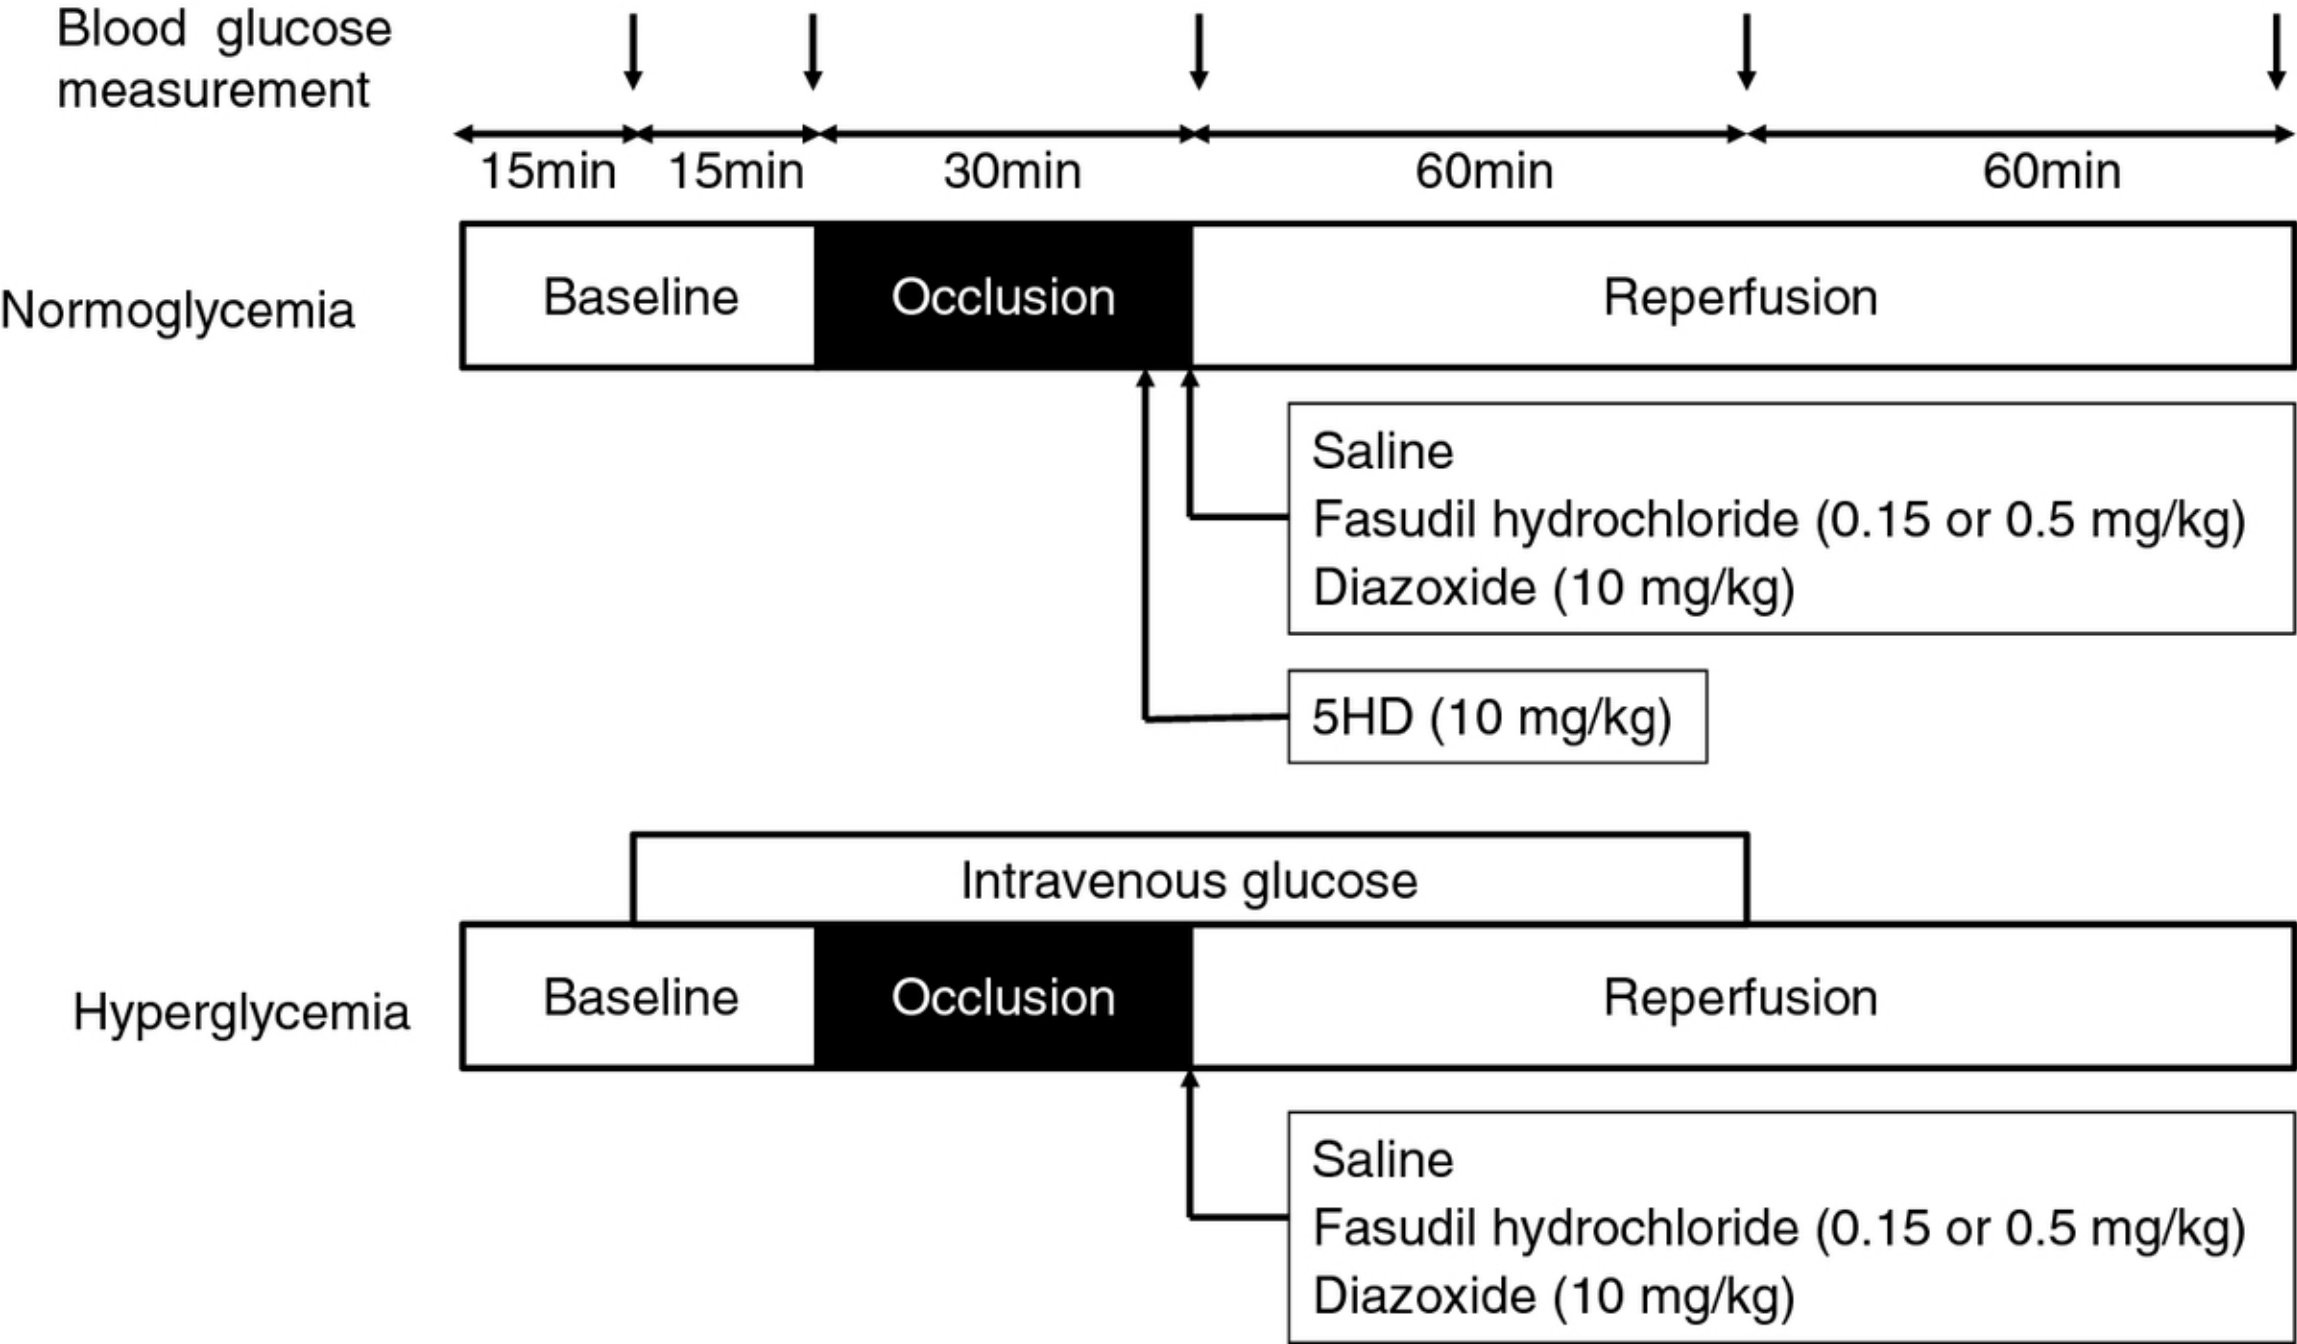 Blood glucose
measurement
15min 15min 30min 60min 60min
Normoglycemia
Baseline Occlusion Reperfusion
Saline
Fasudil hydrochloride (0.15 or 0.5 mg/kg)
Diazoxide (10 mg/kg)
5HD (10 mg/kg)
Intravenous glucose
Hyperglycemia
Baseline Occlusion Reperfusion
Saline
Fasudil hydrochloride (0.15 or 0.5 mg/kg)
Diazoxide (10 mg/kg)